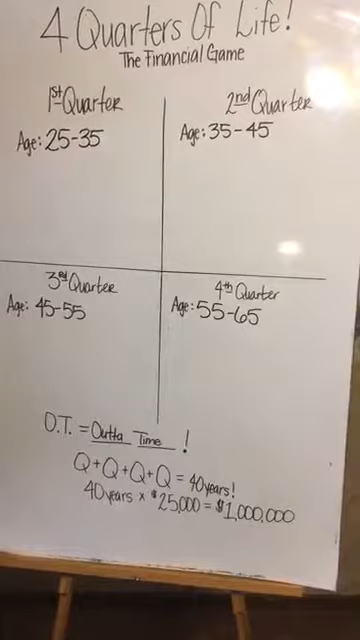 4 Quarters Of Life!
The Financial Game
1st Quarter
Age: 25-35
2nd Quarter
Age: 35-45
3rd Quarter
Age: 45-55
4th Quarter
Age: 55-65
O.T. = Outta Time!
Q+Q+Q+Q = 40 years!
40 years x $25,000 = $1,000,000